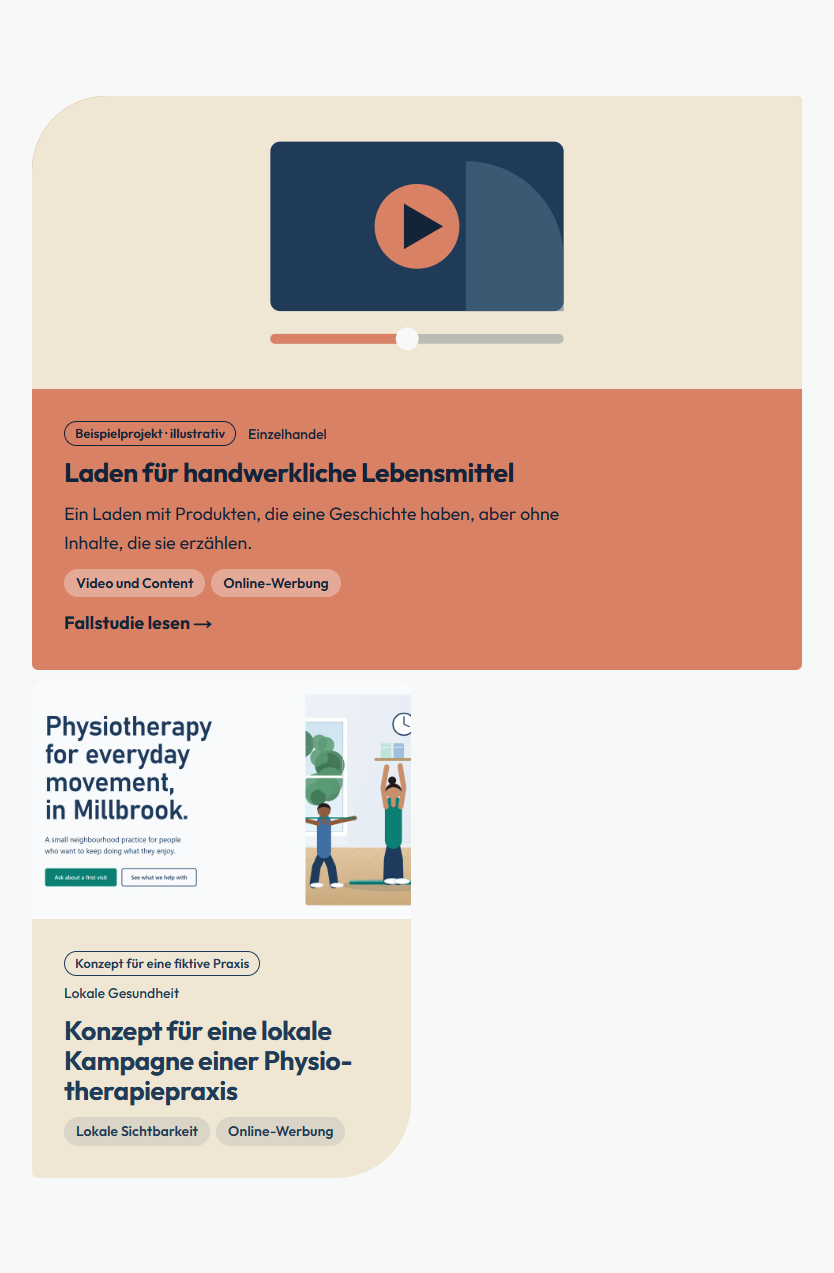 Beispielprojekt · illustrativ
Einzelhandel
Laden für handwerkliche Lebensmittel
Ein Laden mit Produkten, die eine Geschichte haben, aber ohne
Inhalte, die sie erzählen.
Video und Content
Online-Werbung
Fallstudie lesen →
Physiotherapy
for everyday
movement,
in Millbrook.
A small neighbourhood practice for people
who want to keep doing what they enjoy.
Ask about a first visit
See what we help with
Konzept für eine fiktive Praxis
Lokale Gesundheit
Konzept für eine lokale
Kampagne einer Physio-
therapiepraxis
Lokale Sichtbarkeit
Online-Werbung